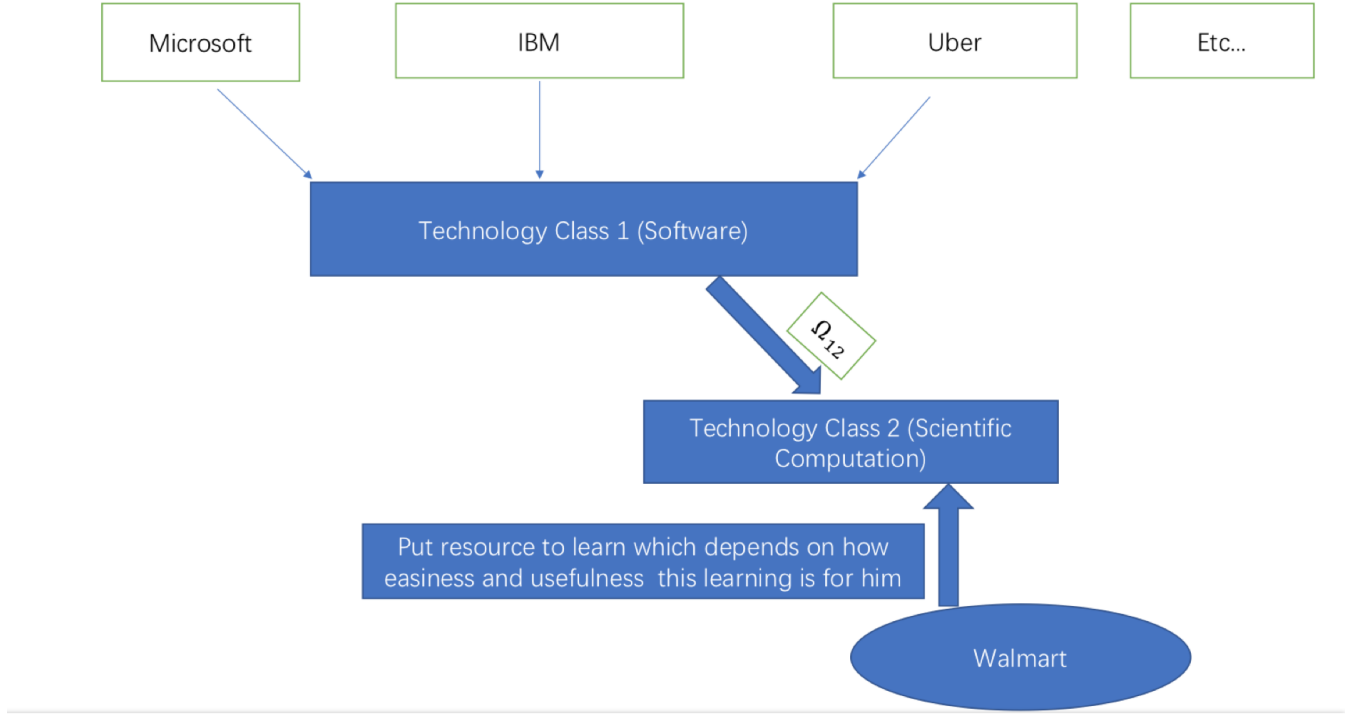 Microsoft
IBM
Uber
Etc...
Technology Class 1 (Software)
Ω₁₂
Technology Class 2 (Scientific
Computation)
Put resource to learn which depends on how
easiness and usefulness  this learning is for him
Walmart